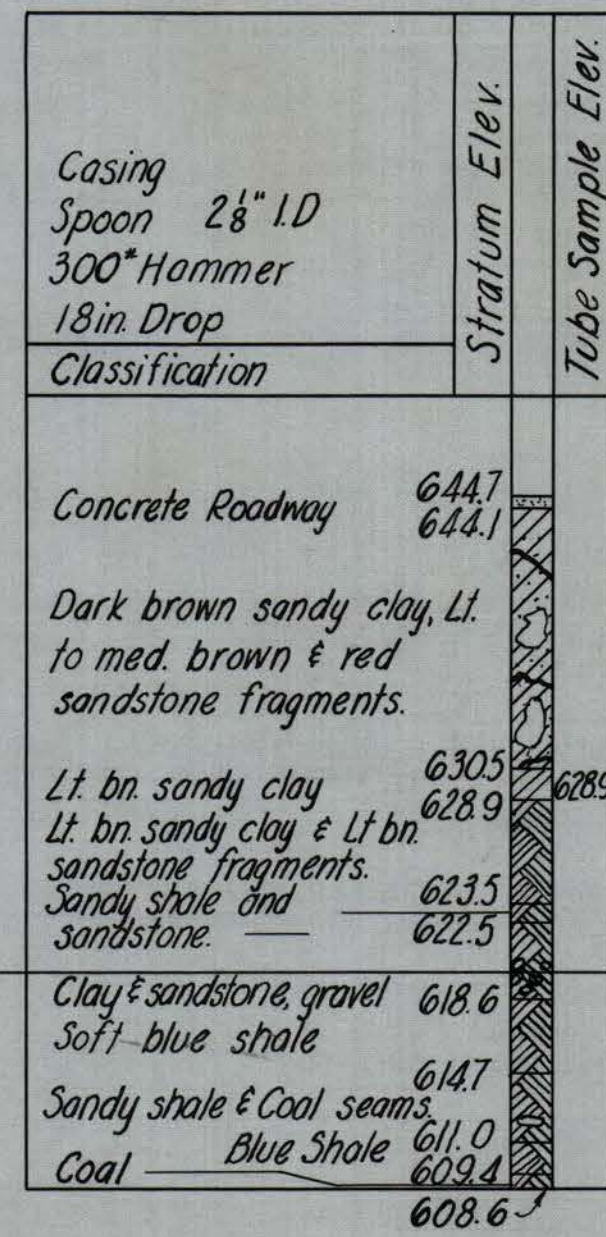 Casing
Spoon 2⅛" I.D
300# Hammer
18in. Drop
Classification
Stratum Elev.
Tube Sample Elev.
644.7
Concrete Roadway
644.1
Dark brown sandy clay, Lt.
to med. brown & red
sandstone fragments.
630.5
Lt. bn. sandy clay
628.9
628.9
Lt. bn. sandy clay & Lt bn.
sandstone fragments.
Sandy shale and 623.5
sandstone. 622.5
Clay & sandstone, gravel 618.6
Soft blue shale
614.7
Sandy shale & Coal seams.
Blue Shale 611.0
Coal 609.4
608.6